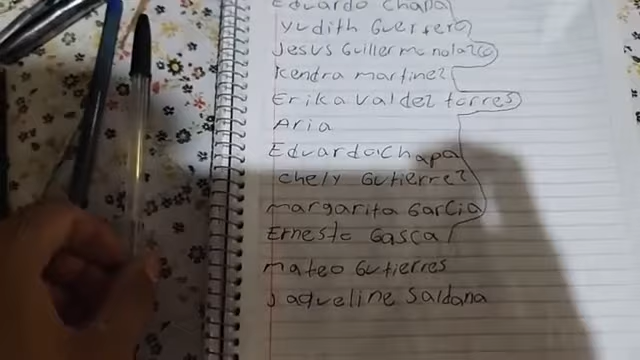 Eduardo Chapa
Yudith Guerrero
Jesus Guillermo nolazco
Kendra martinez
Erika Valdez torres
Aria
Eduardo Chapa
Chely Gutierrez
margarita Garcia
Ernesto Gasca
mateo Gutierres
Jaqueline Saldana